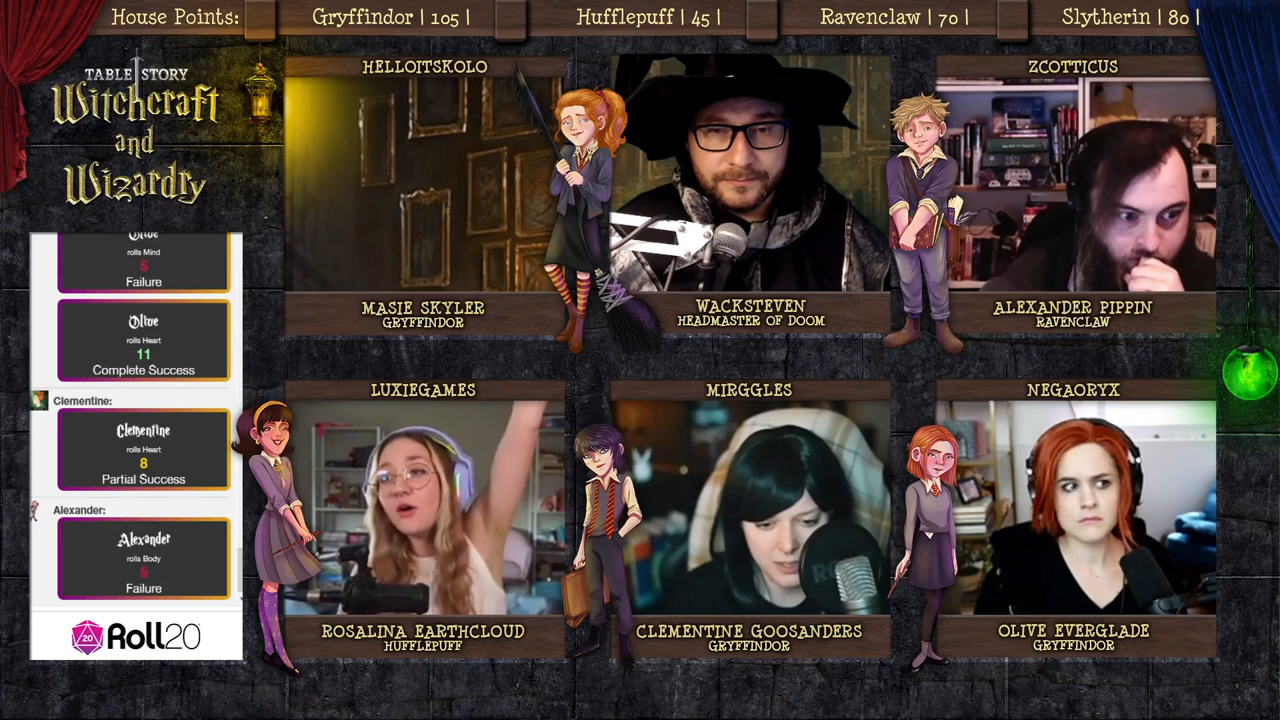 House Points:
Gryffindor | 105 |
Hufflepuff | 45 |
Ravenclaw | 70 |
Slytherin | 80 |
TABLE STORY
Witchcraft
and
Wizardry
Olive
rolls Mind
5
Failure
Olive
rolls Heart
11
Complete Success
Clementine:
Clementine
rolls Heart
8
Partial Success
Alexander:
Alexander
rolls Body
5
Failure
20 Roll20
HELLOITSKOLO
MASIE SKYLER
GRYFFINDOR
WACKSTEVEN
HEADMASTER OF DOOM
ZCOTTICUS
ALEXANDER PIPPIN
RAVENCLAW
LUXIEGAMES
ROSALINA EARTHCLOUD
HUFFLEPUFF
MIRGGLES
CLEMENTINE GOOSANDERS
GRYFFINDOR
NEGAORYX
OLIVE EVERGLADE
GRYFFINDOR